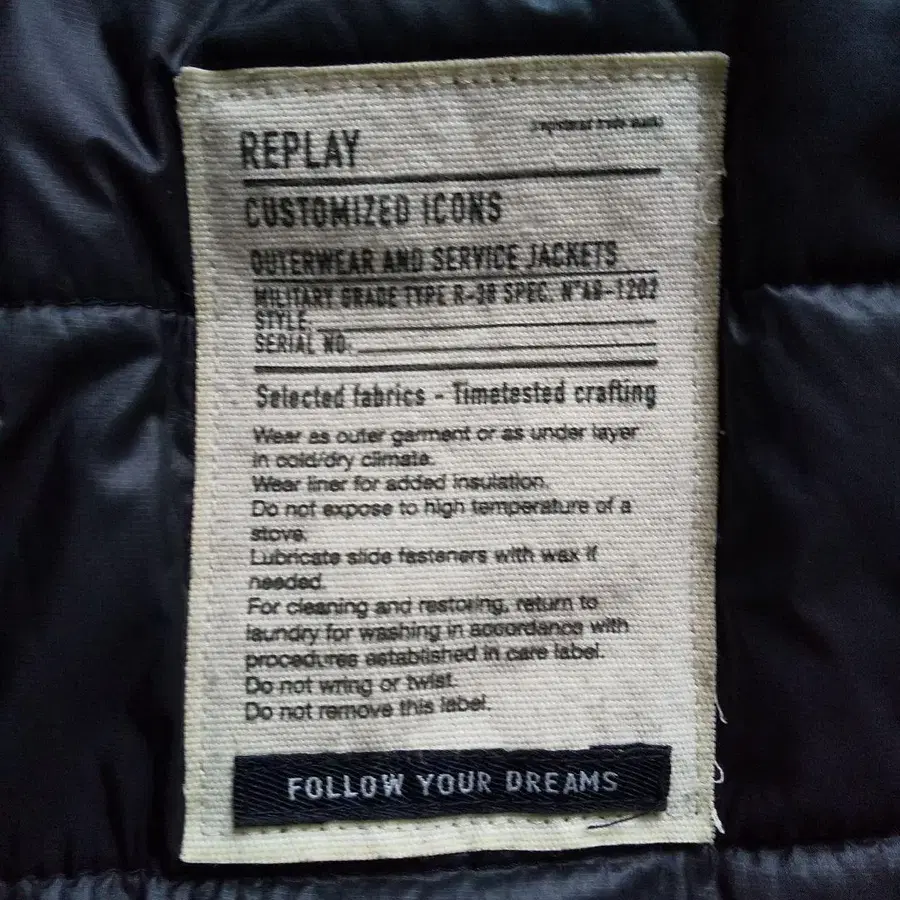 REPLAY
(registered trade mark)
CUSTOMIZED ICONS
OUTERWEAR AND SERVICE JACKETS
MILITARY GRADE TYPE R-38 SPEC. N°A8-1202
STYLE.
SERIAL NO.
Selected fabrics - Timetested crafting
Wear as outer garment or as under layer
in cold/dry climate.
Wear liner for added insulation.
Do not expose to high temperature of a
stove.
Lubricate slide fasteners with wax if
needed.
For cleaning and restoring, return to
laundry for washing in accordance with
procedures established in care label.
Do not wring or twist.
Do not remove this label.
FOLLOW YOUR DREAMS